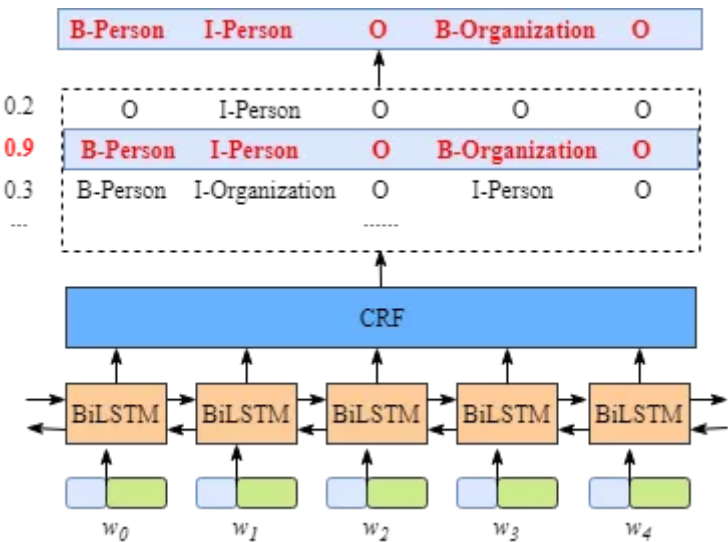 B-Person I-Person O B-Organization O
0.2 O I-Person O O O
0.9 B-Person I-Person O B-Organization O
0.3 B-Person I-Organization O I-Person O
... ......
CRF
BiLSTM BiLSTM BiLSTM BiLSTM BiLSTM
w0 w1 w2 w3 w4